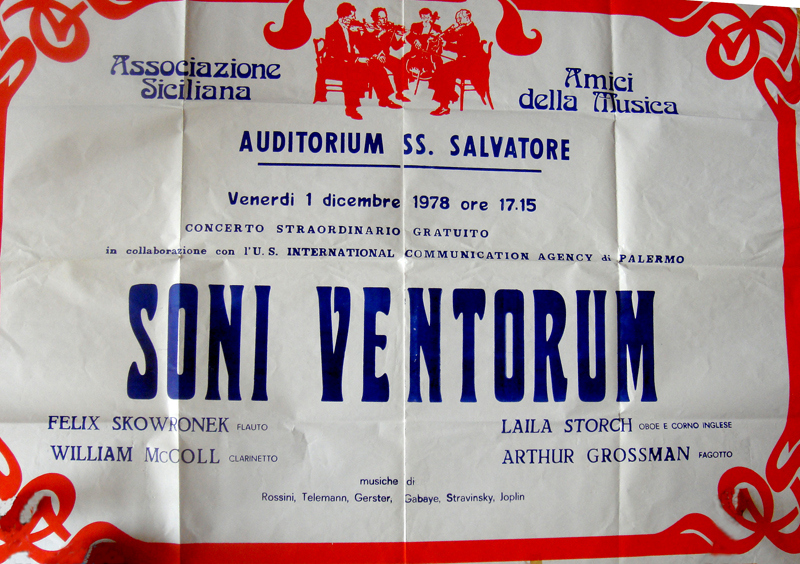 Associazione
Siciliana
Amici
della Musica
AUDITORIUM SS. SALVATORE
Venerdi 1 dicembre 1978 ore 17.15
CONCERTO STRAORDINARIO GRATUITO
in collaborazione con l'U.S. INTERNATIONAL COMMUNICATION AGENCY di PALERMO
SONI VENTORUM
FELIX SKOWRONEK FLAUTO
LAILA STORCH OBOE E CORNO INGLESE
WILLIAM McCOLL CLARINETTO
ARTHUR GROSSMAN FAGOTTO
musiche di
Rossini, Telemann, Gerster, Gabaye, Stravinsky, Joplin